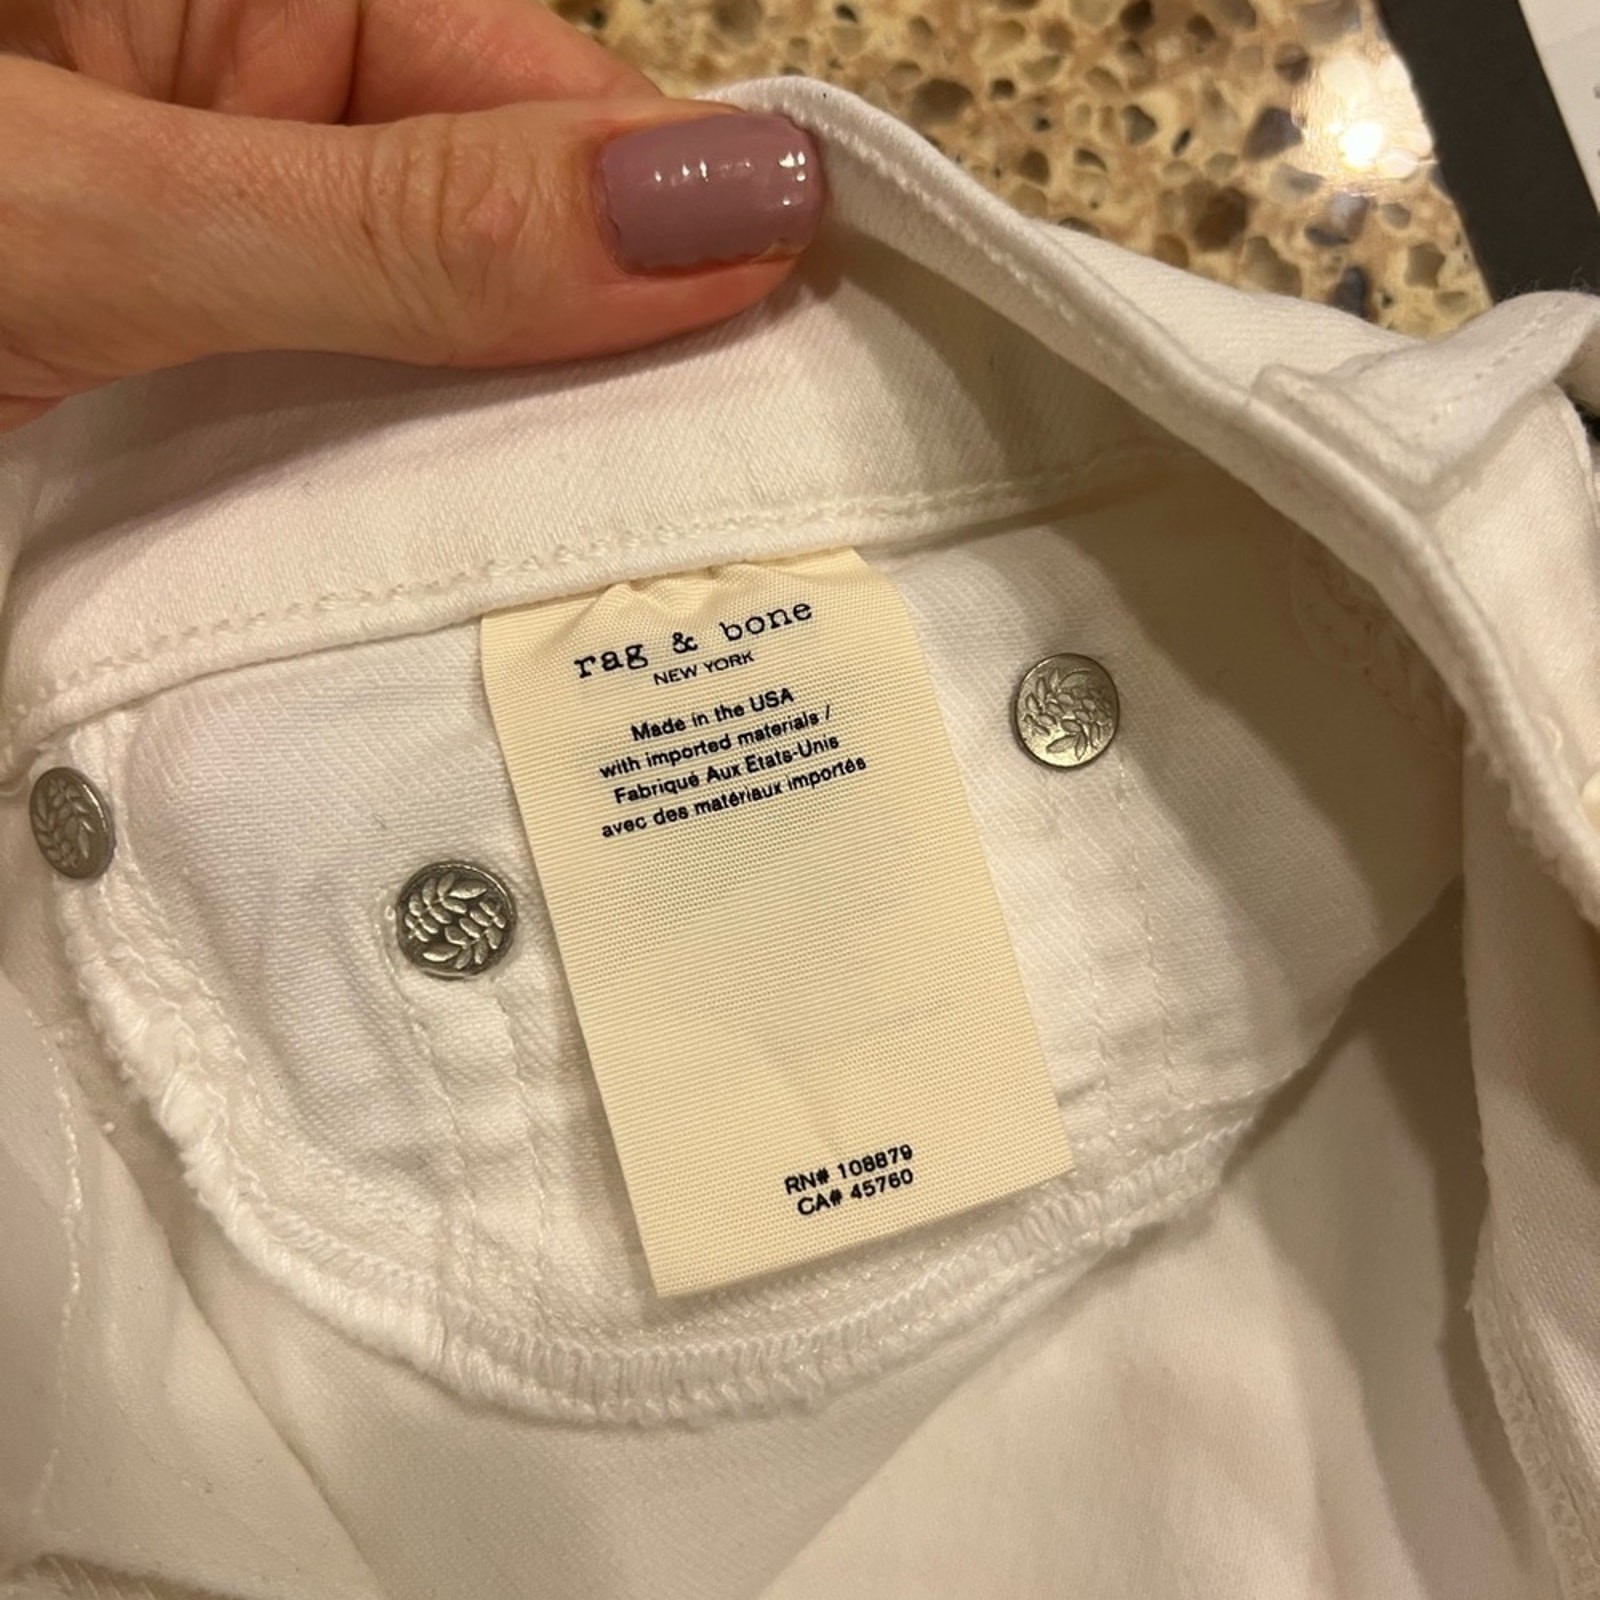 rag & bone
NEW YORK
Made in the USA
with imported materials /
Fabriqué Aux Etats-Unis
avec des matériaux importés
RN# 108879
CA# 45760